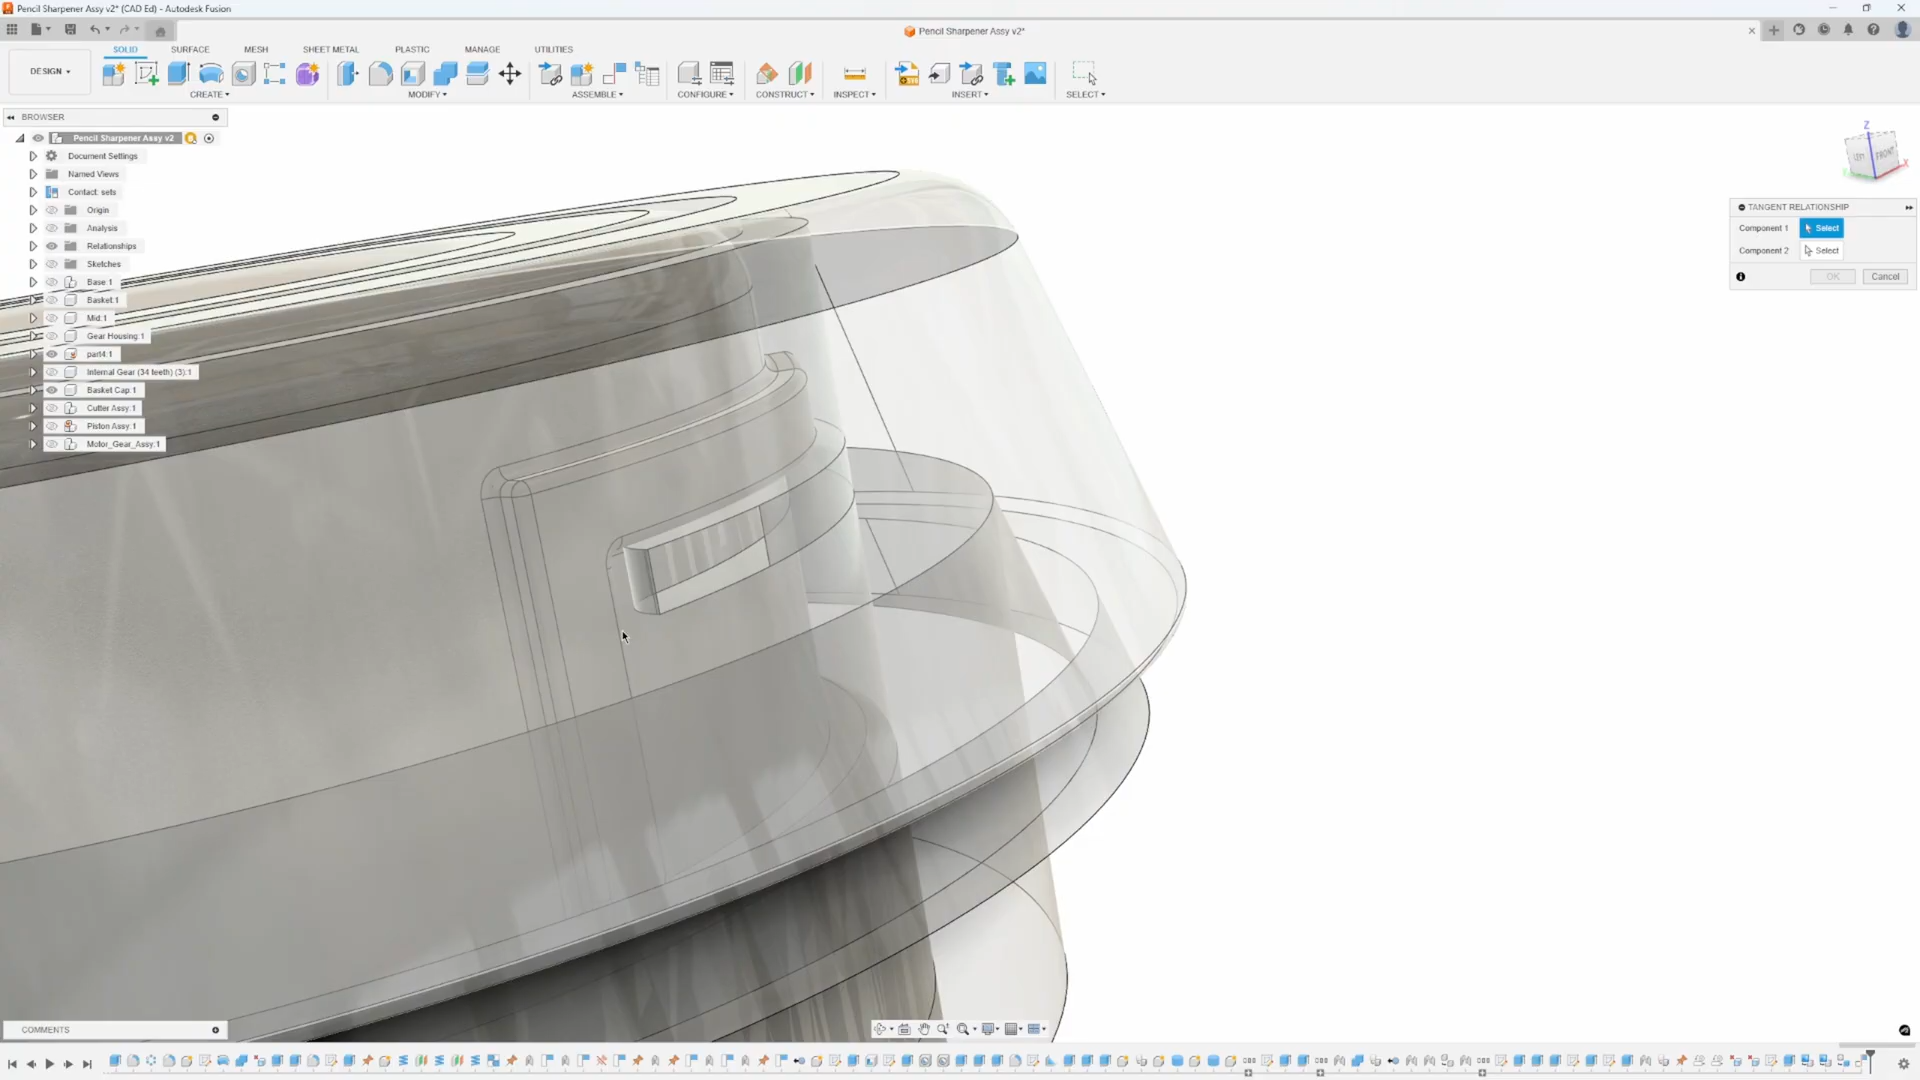 Pencil Sharpener Assy v2* (CAD Ed) - Autodesk Fusion
Pencil Sharpener Assy v2*
SOLID SURFACE MESH SHEET METAL PLASTIC MANAGE UTILITIES
DESIGN
CREATE MODIFY ASSEMBLE CONFIGURE CONSTRUCT INSPECT INSERT SELECT
BROWSER
Pencil Sharpener Assy v2
Document Settings
Named Views
Contact: sets
Origin
Analysis
Relationships
Sketches
Base:1
Basket:1
Mid:1
Gear Housing:1
part4:1
Internal Gear (34 teeth) (3):1
Basket Cap:1
Cutter Assy:1
Piston Assy:1
Motor_Gear_Assy:1
Z
LEFT FRONT
X
TANGENT RELATIONSHIP
Component 1 Select
Component 2 Select
OK Cancel
COMMENTS